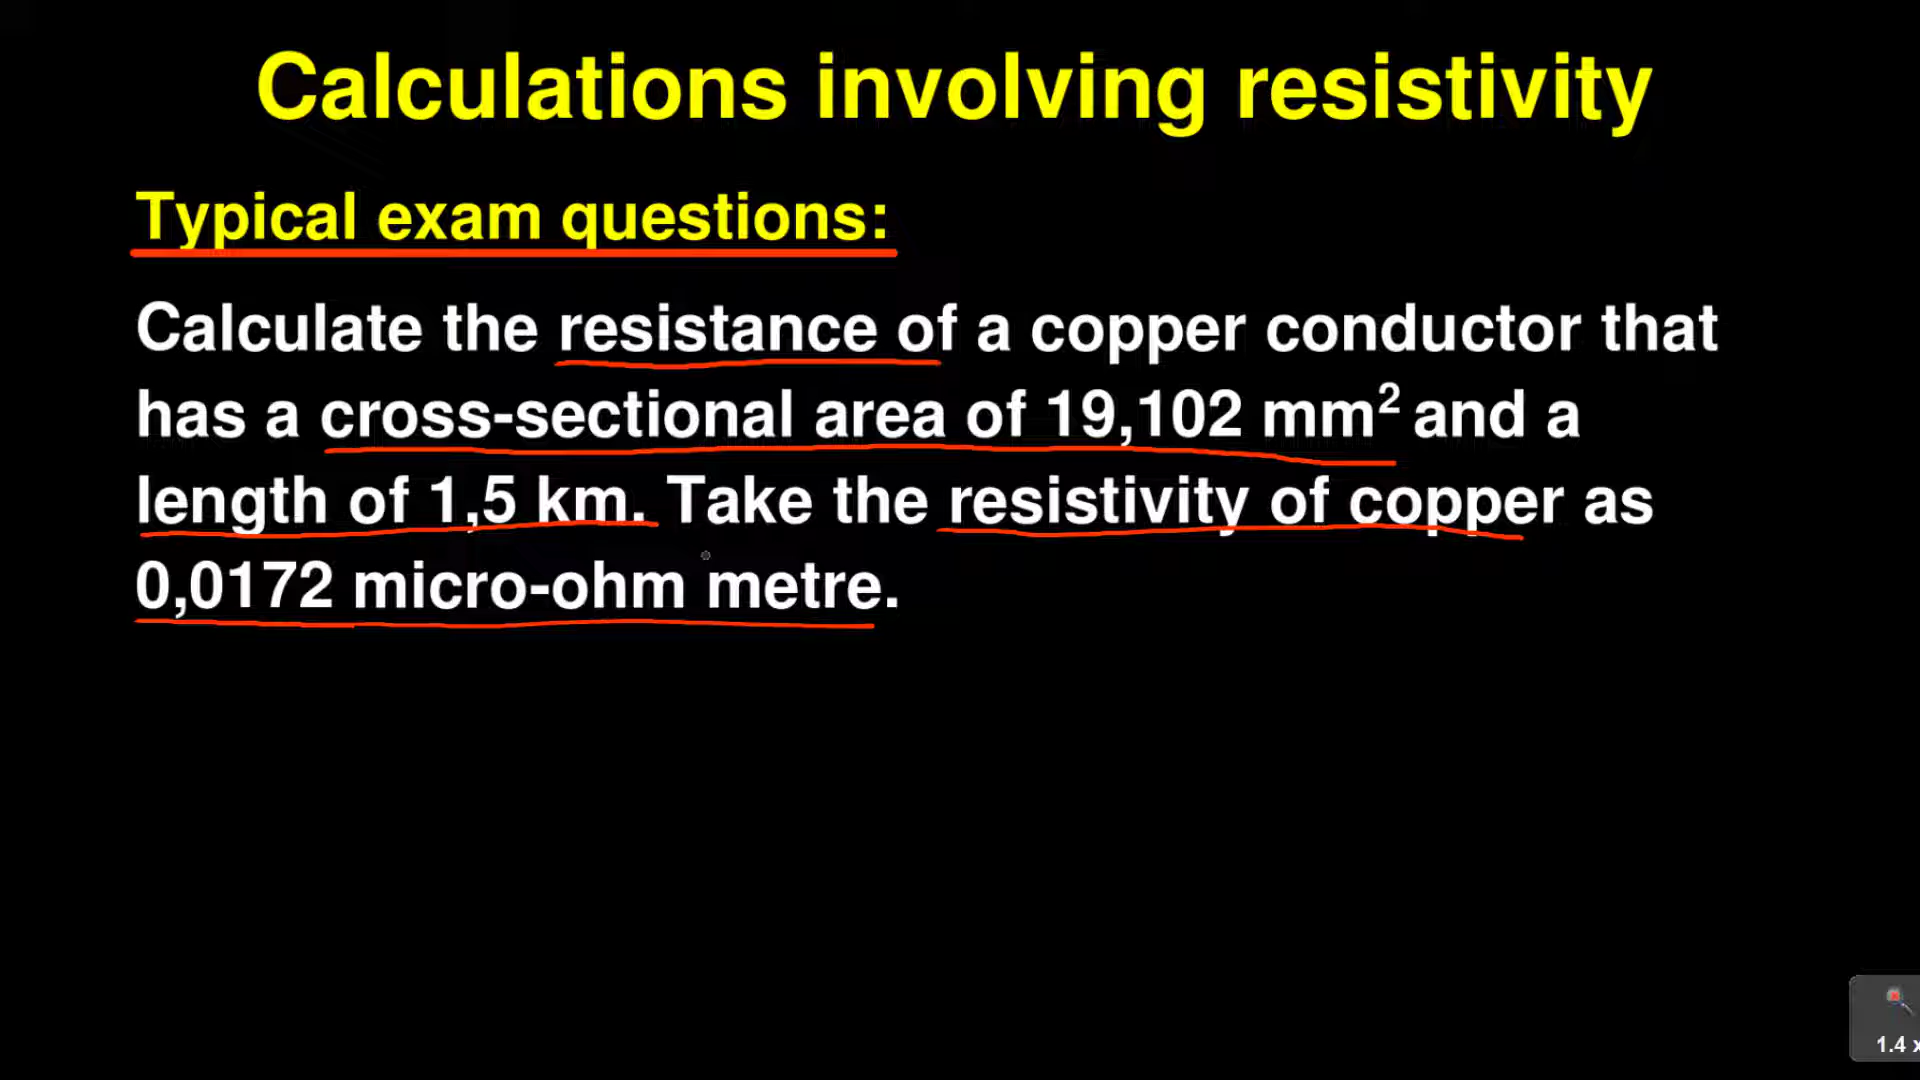 Calculations involving resistivity
Typical exam questions:
Calculate the resistance of a copper conductor that
has a cross-sectional area of 19,102 mm² and a
length of 1,5 km. Take the resistivity of copper as
0,0172 micro-ohm metre.
1.4 x